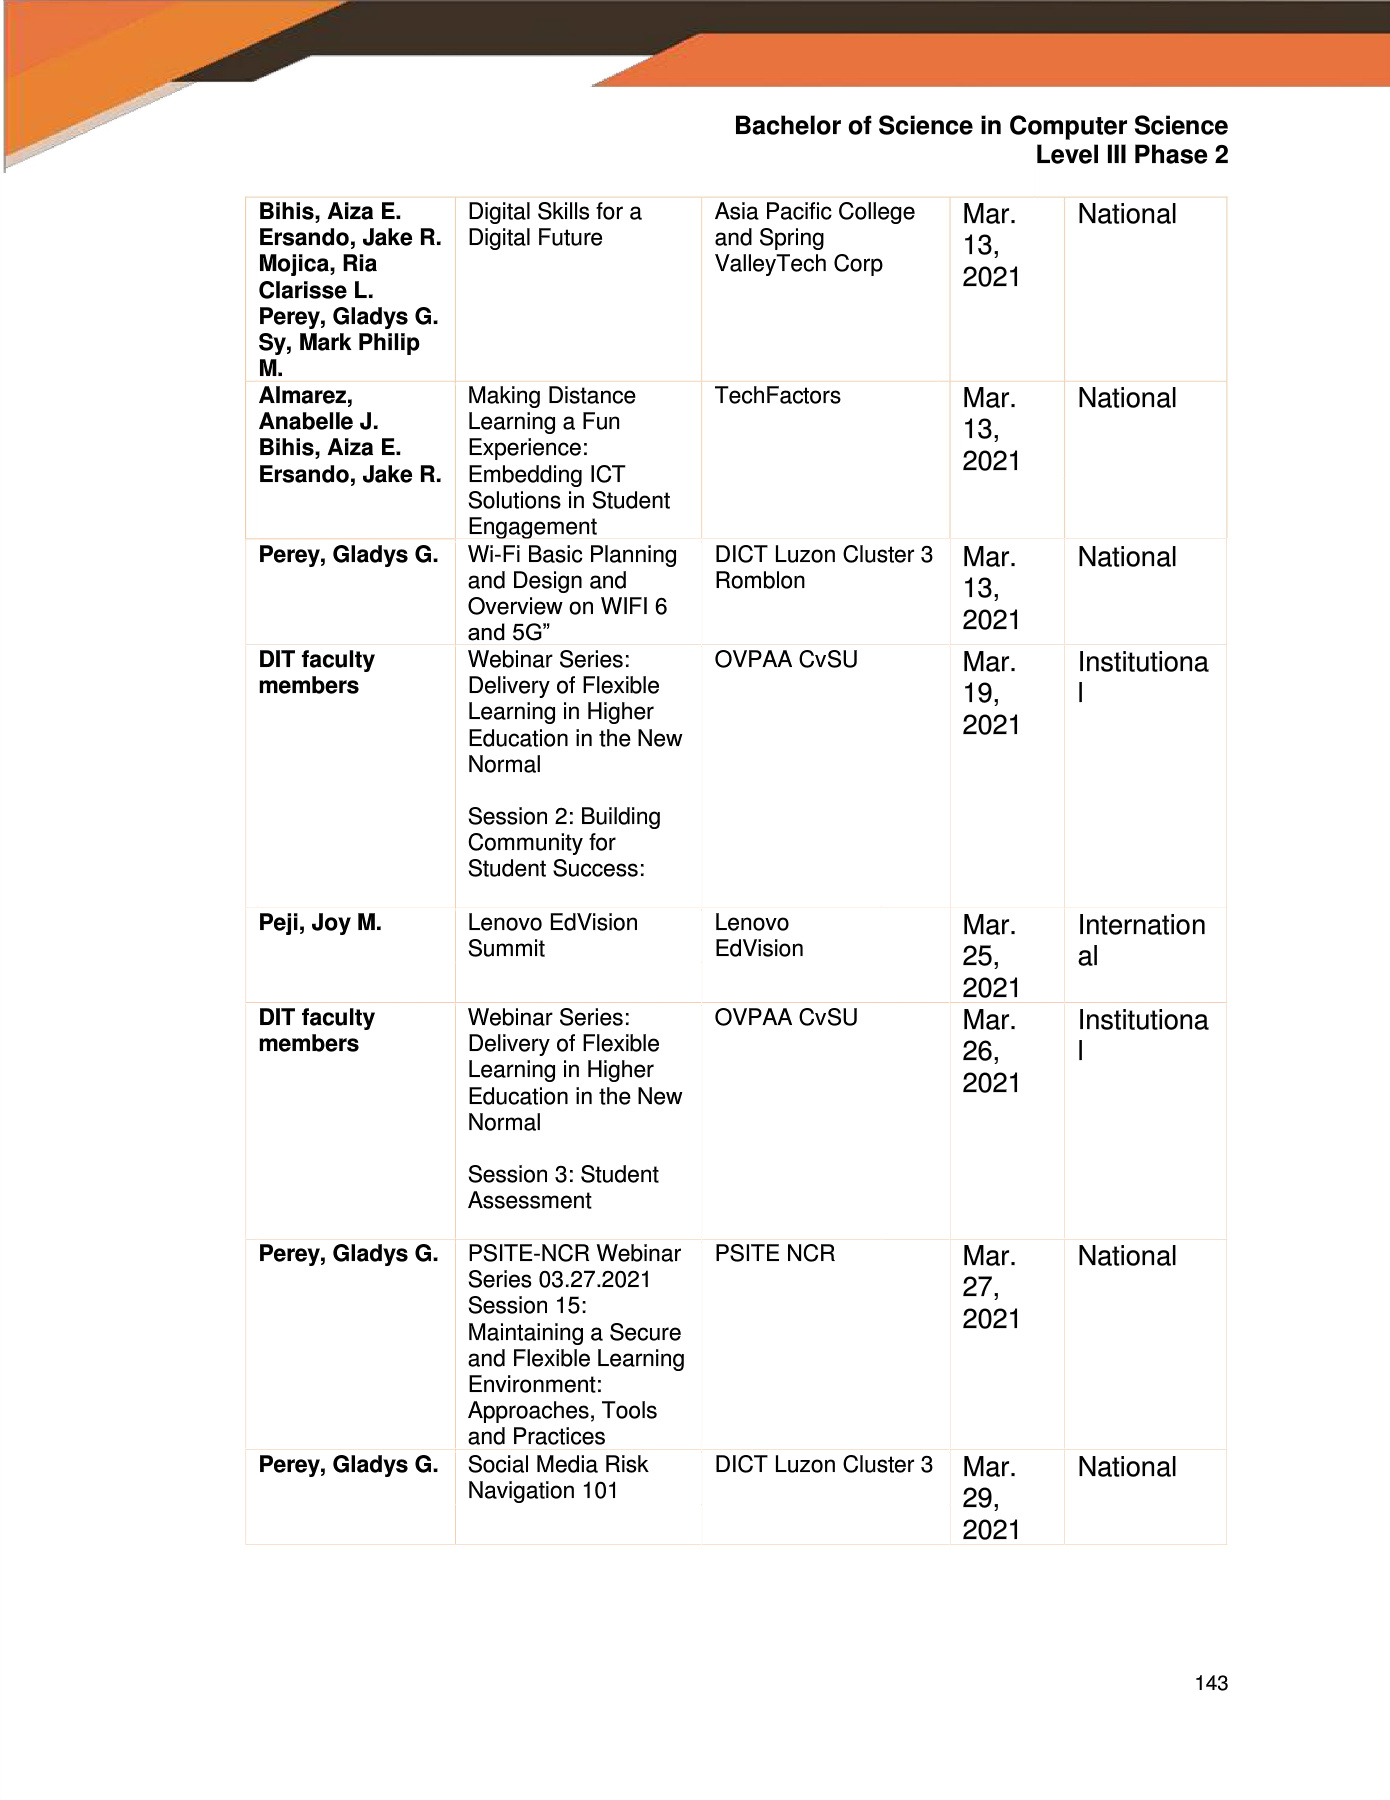 Bachelor of Science in Computer Science
Level III Phase 2
Bihis, Aiza E.
Ersando, Jake R.
Mojica, Ria
Clarisse L.
Perey, Gladys G.
Sy, Mark Philip
M.
Digital Skills for a
Digital Future
Asia Pacific College
and Spring
ValleyTech Corp
Mar.
13,
2021
National
Almarez,
Anabelle J.
Bihis, Aiza E.
Ersando, Jake R.
Making Distance
Learning a Fun
Experience:
Embedding ICT
Solutions in Student
Engagement
TechFactors
Mar.
13,
2021
National
Perey, Gladys G.
Wi-Fi Basic Planning
and Design and
Overview on WIFI 6
and 5G”
DICT Luzon Cluster 3
Romblon
Mar.
13,
2021
National
DIT faculty
members
Webinar Series:
Delivery of Flexible
Learning in Higher
Education in the New
Normal
Session 2: Building
Community for
Student Success:
OVPAA CvSU
Mar.
19,
2021
Institutiona
l
Peji, Joy M.
Lenovo EdVision
Summit
Lenovo
EdVision
Mar.
25,
2021
Internation
al
DIT faculty
members
Webinar Series:
Delivery of Flexible
Learning in Higher
Education in the New
Normal
Session 3: Student
Assessment
OVPAA CvSU
Mar.
26,
2021
Institutiona
l
Perey, Gladys G.
PSITE-NCR Webinar
Series 03.27.2021
Session 15:
Maintaining a Secure
and Flexible Learning
Environment:
Approaches, Tools
and Practices
PSITE NCR
Mar.
27,
2021
National
Perey, Gladys G.
Social Media Risk
Navigation 101
DICT Luzon Cluster 3
Mar.
29,
2021
National
143